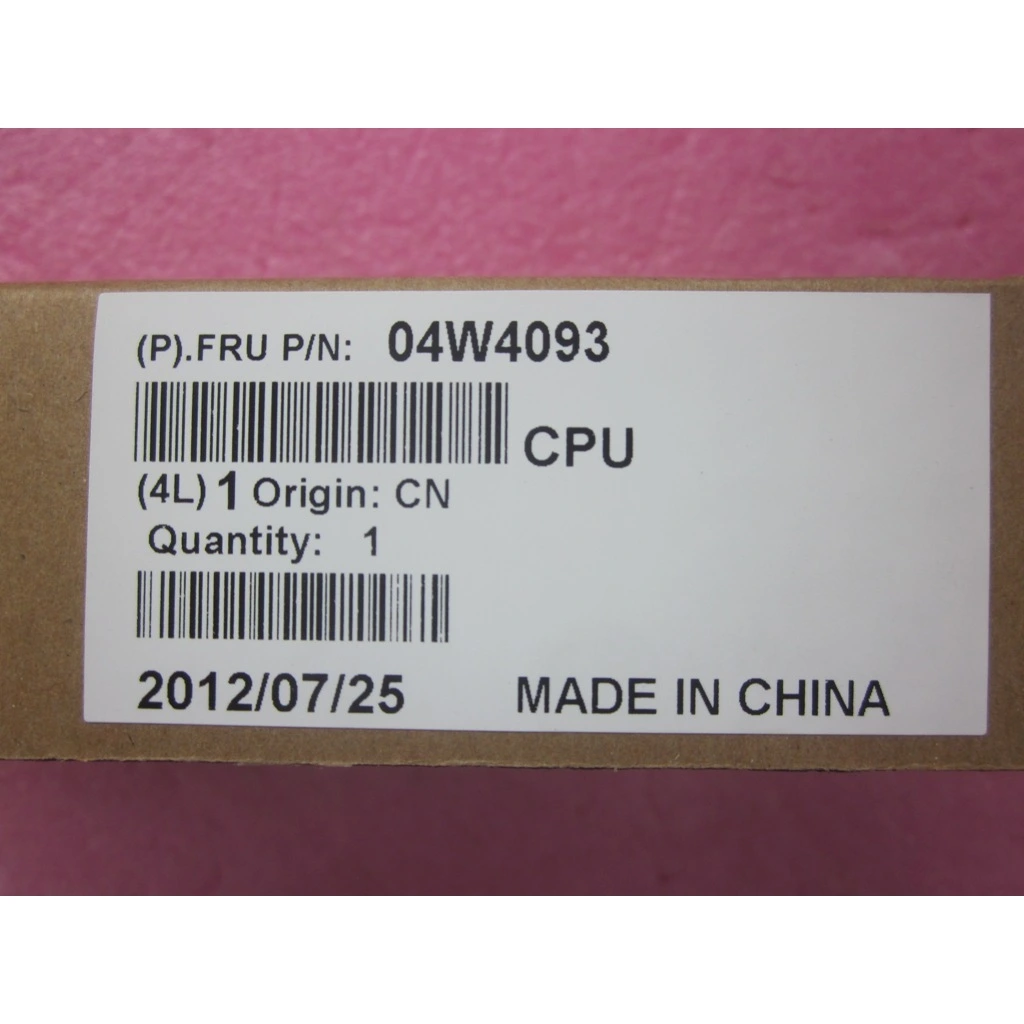 (P).FRU P/N: 04W4093
CPU
(4L) 1 Origin: CN
Quantity: 1
2012/07/25 MADE IN CHINA